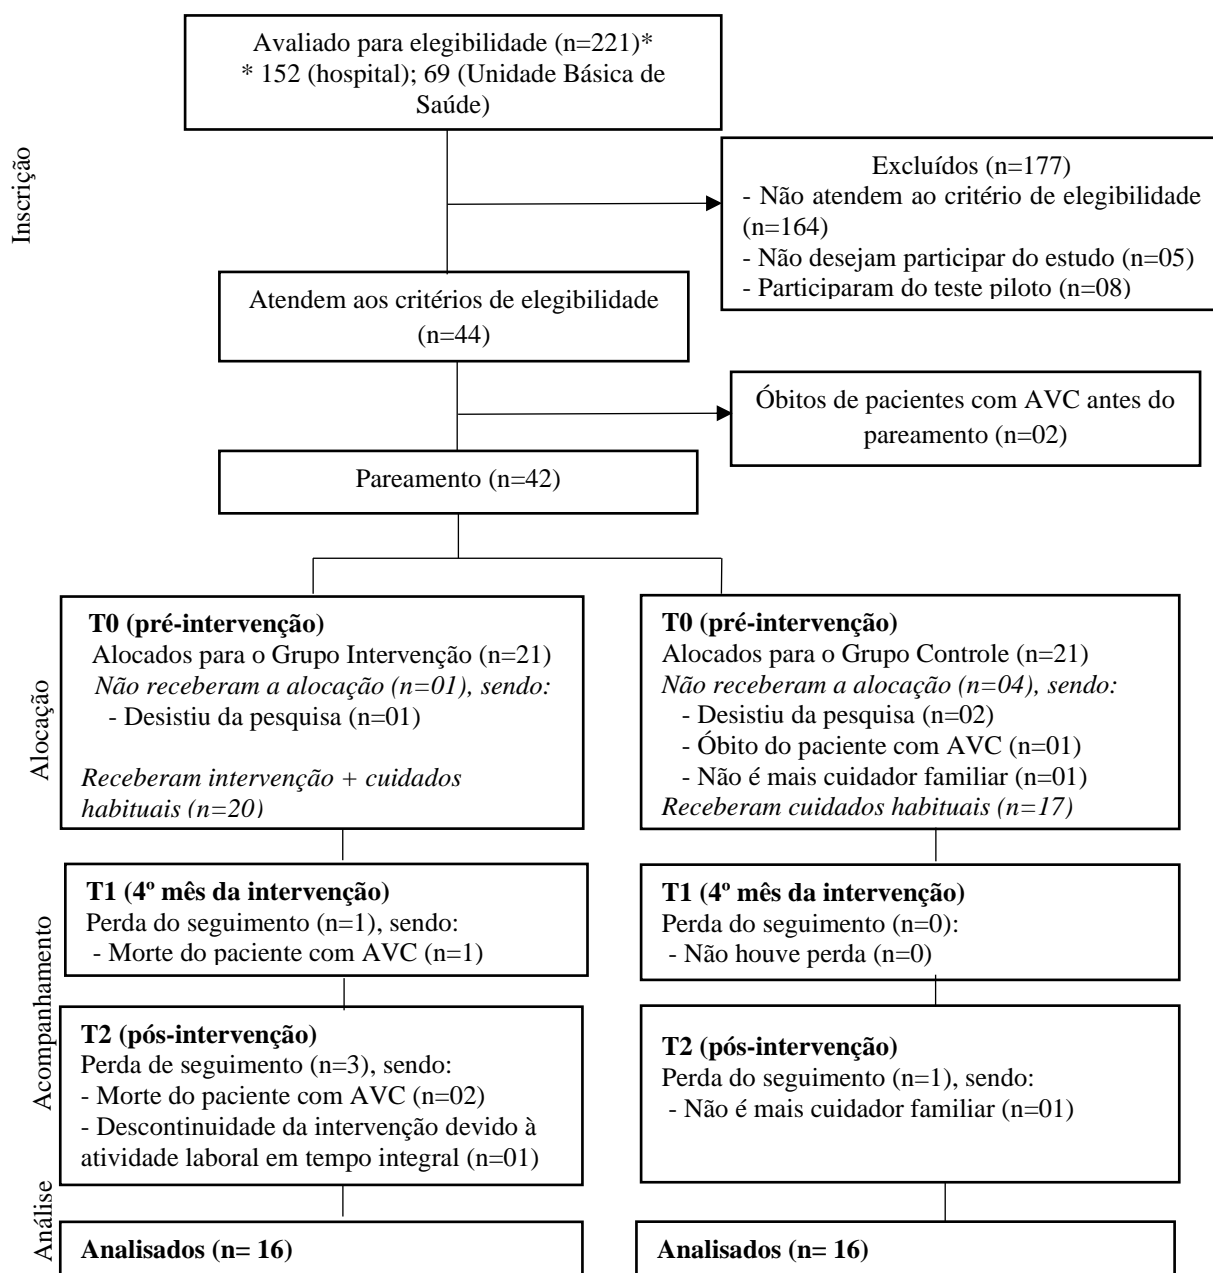 Avaliado para elegibilidade (n=221)*
* 152 (hospital); 69 (Unidade Básica de
Saúde)
Inscrição
Excluídos (n=177)
- Não atendem ao critério de elegibilidade
(n=164)
- Não desejam participar do estudo (n=05)
- Participaram do teste piloto (n=08)
Atendem aos critérios de elegibilidade
(n=44)
Óbitos de pacientes com AVC antes do
pareamento (n=02)
Pareamento (n=42)
Alocação
T0 (pré-intervenção)
Alocados para o Grupo Intervenção (n=21)
Não receberam a alocação (n=01), sendo:
- Desistiu da pesquisa (n=01)
Receberam intervenção + cuidados
habituais (n=20)
T0 (pré-intervenção)
Alocados para o Grupo Controle (n=21)
Não receberam a alocação (n=04), sendo:
- Desistiu da pesquisa (n=02)
- Óbito do paciente com AVC (n=01)
- Não é mais cuidador familiar (n=01)
Receberam cuidados habituais (n=17)
Acompanhamento
T1 (4º mês da intervenção)
Perda do seguimento (n=1), sendo:
- Morte do paciente com AVC (n=1)
T1 (4º mês da intervenção)
Perda do seguimento (n=0):
- Não houve perda (n=0)
T2 (pós-intervenção)
Perda de seguimento (n=3), sendo:
- Morte do paciente com AVC (n=02)
- Descontinuidade da intervenção devido à
atividade laboral em tempo integral (n=01)
T2 (pós-intervenção)
Perda do seguimento (n=1), sendo:
- Não é mais cuidador familiar (n=01)
Análise
Analisados (n= 16)
Analisados (n= 16)